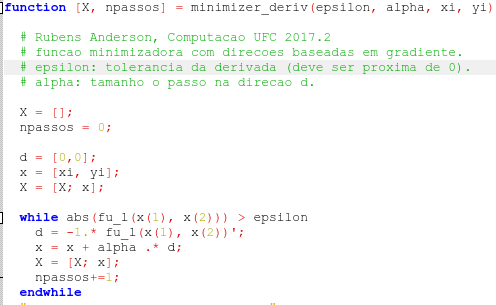 function [X, npassos] = minimizer_deriv(epsilon, alpha, xi, yi)
# Rubens Anderson, Computacao UFC 2017.2
# funcao minimizadora com direcoes baseadas em gradiente.
# epsilon: tolerancia da derivada (deve ser proxima de 0).
# alpha: tamanho o passo na direcao d.
X = [];
npassos = 0;
d = [0,0];
x = [xi, yi];
X = [X; x];
while abs(fu_l(x(1), x(2))) > epsilon
d = -1.* fu_l(x(1), x(2))';
x = x + alpha .* d;
X = [X; x];
npassos+=1;
endwhile